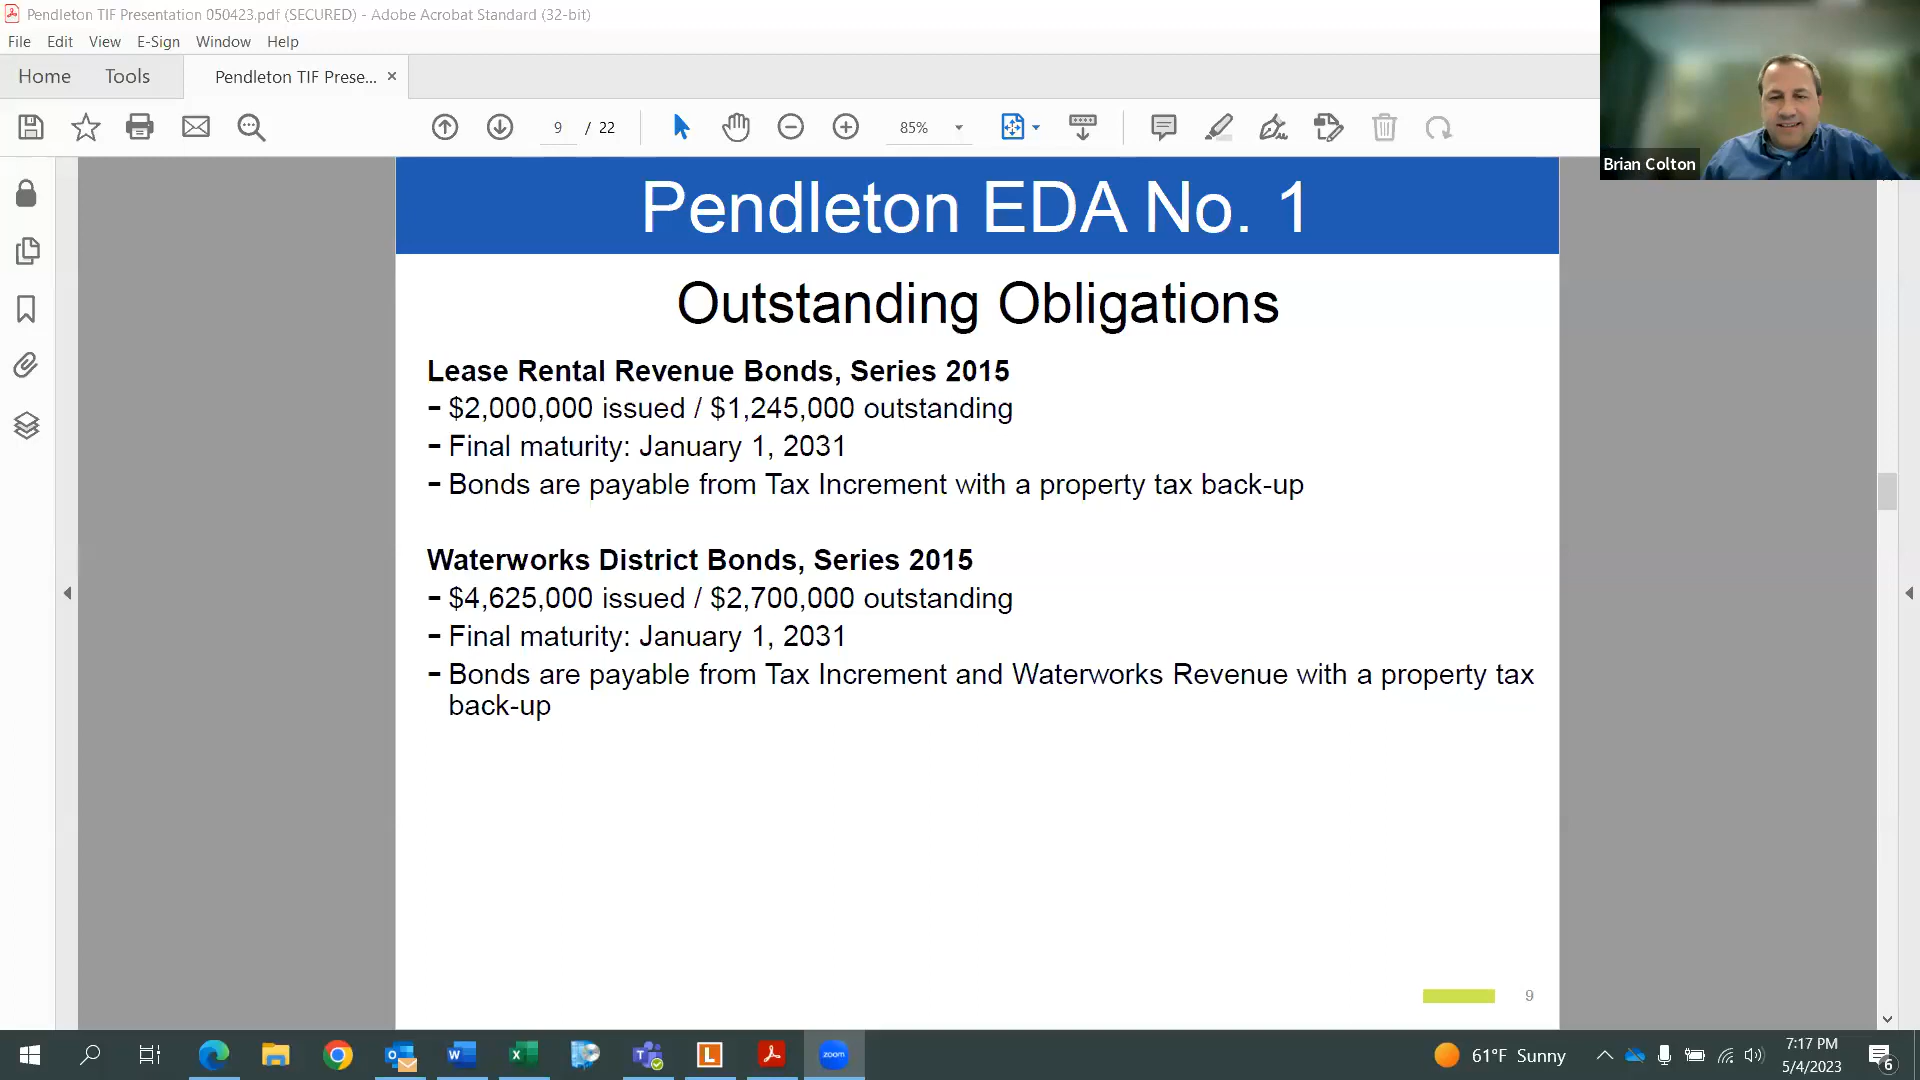 Pendleton TIF Presentation 050423.pdf (SECURED) - Adobe Acrobat Standard (32-bit)
File Edit View E-Sign Window Help
Home Tools Pendleton TIF Prese... ×
9 / 22 85%
Brian Colton
Pendleton EDA No. 1
Outstanding Obligations
Lease Rental Revenue Bonds, Series 2015
- $2,000,000 issued / $1,245,000 outstanding
- Final maturity: January 1, 2031
- Bonds are payable from Tax Increment with a property tax back-up
Waterworks District Bonds, Series 2015
- $4,625,000 issued / $2,700,000 outstanding
- Final maturity: January 1, 2031
- Bonds are payable from Tax Increment and Waterworks Revenue with a property tax
back-up
9
zoom
61°F Sunny
7:17 PM
5/4/2023
6